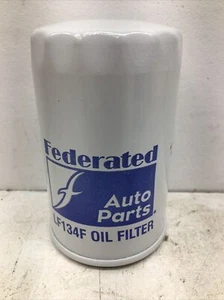 Federated
Auto
Parts®
LF134F OIL FILTER